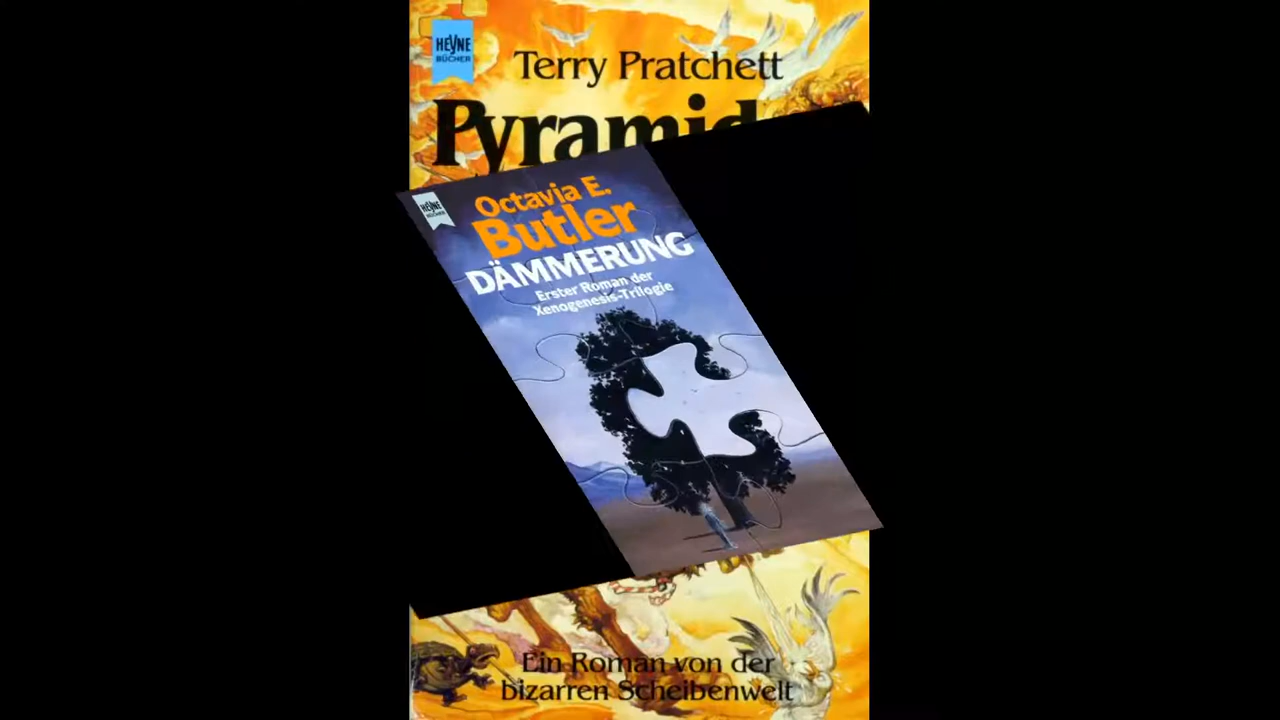 HEYNE
BÜCHER
Terry Pratchett
HEYNE
BÜCHER
Octavia E.
Butler
DÄMMERUNG
Erster Roman der
Xenogenesis-Trilogie
Ein Roman von der
bizarren Scheibenwelt